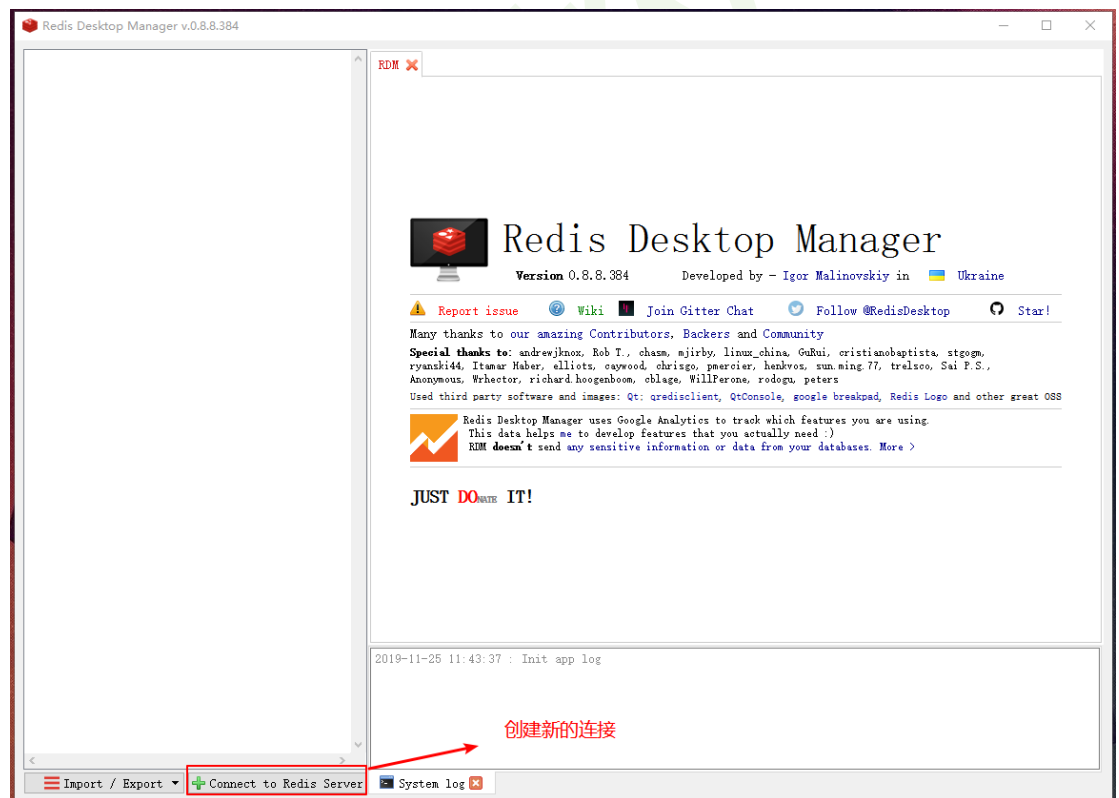 Redis Desktop Manager v.0.8.8.384
RDM
Redis Desktop Manager
Version 0.8.8.384 Developed by - Igor Malinovskiy in Ukraine
Report issue Wiki Join Gitter Chat Follow @RedisDesktop Star!
Many thanks to our amazing Contributors, Backers and Community
Special thanks to: andrewjknox, Rob T., chasm, mjirby, linux_china, GuRui, cristianobaptista, stgogm,
ryanski44, Itamar Haber, elliots, caywood, chrisgo, pmercier, henkvos, sun.ming.77, trelsco, Sai P.S.,
Anonymous, Wrhector, richard.hoogenboom, cblage, WillPerone, rodogu, peters
Used third party software and images: Qt; qredisclient, QtConsole, google breakpad, Redis Logo and other great OSS
Redis Desktop Manager uses Google Analytics to track which features you are using.
This data helps me to develop features that you actually need :)
RDM doesn't send any sensitive information or data from your databases. More >
JUST DONATE IT!
2019-11-25 11:43:37 : Init app log
创建新的连接
Import / Export Connect to Redis Server System log